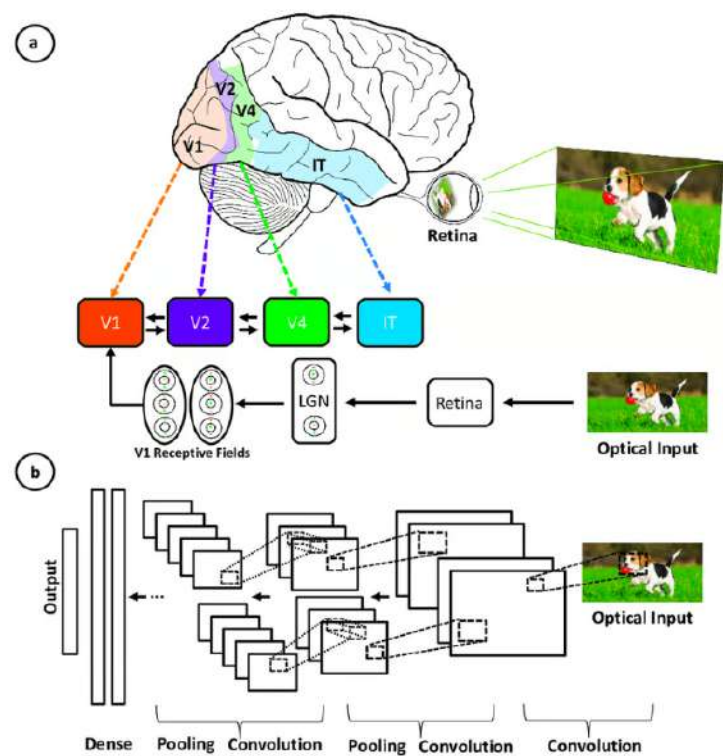 a
V2
V4
V1
IT
Retina
V1
V2
V4
IT
LGN
Retina
V1 Receptive Fields
Optical Input
b
Output
...
Optical Input
Dense Pooling Convolution Pooling Convolution Convolution